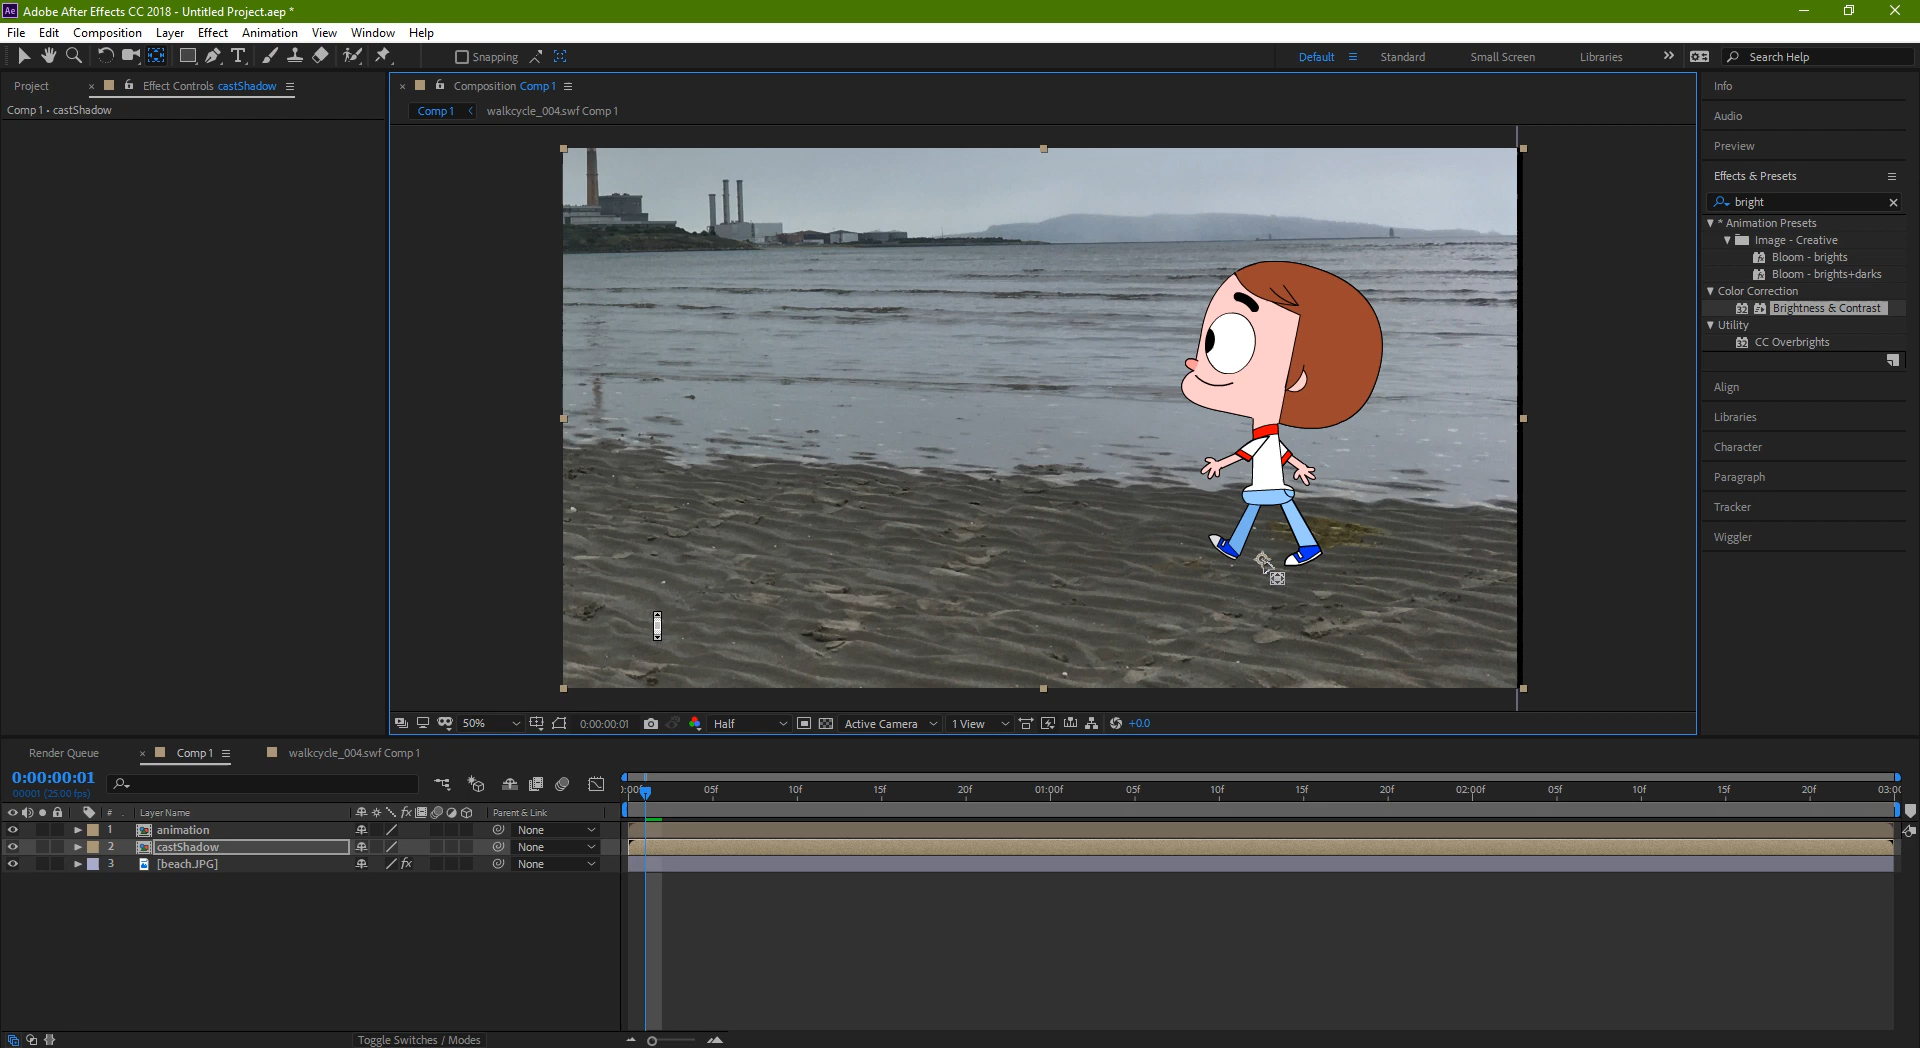 Ae Adobe After Effects CC 2018 - Untitled Project.aep *
File Edit Composition Layer Effect Animation View Window Help
Snapping Default Standard Small Screen Libraries Search Help
Project Effect Controls castShadow
Comp 1 • castShadow
Composition Comp 1
Comp 1 walkcycle_004.swf Comp 1
50% 0:00:00:01 Half Active Camera 1 View +0.0
Info
Audio
Preview
Effects & Presets
bright
* Animation Presets
Image - Creative
Bloom - brights
Bloom - brights+darks
Color Correction
32 Brightness & Contrast
Utility
32 CC Overbrights
Align
Libraries
Character
Paragraph
Tracker
Wiggler
Render Queue Comp 1 walkcycle_004.swf Comp 1
0:00:00:01
00001 (25.00 fps)
05f 10f 15f 20f 01:00f 05f 10f 15f 20f 02:00f 05f 10f 15f 20f
# Layer Name fx Parent & Link
1 animation None
2 castShadow None
3 [beach.JPG] fx None
Toggle Switches / Modes